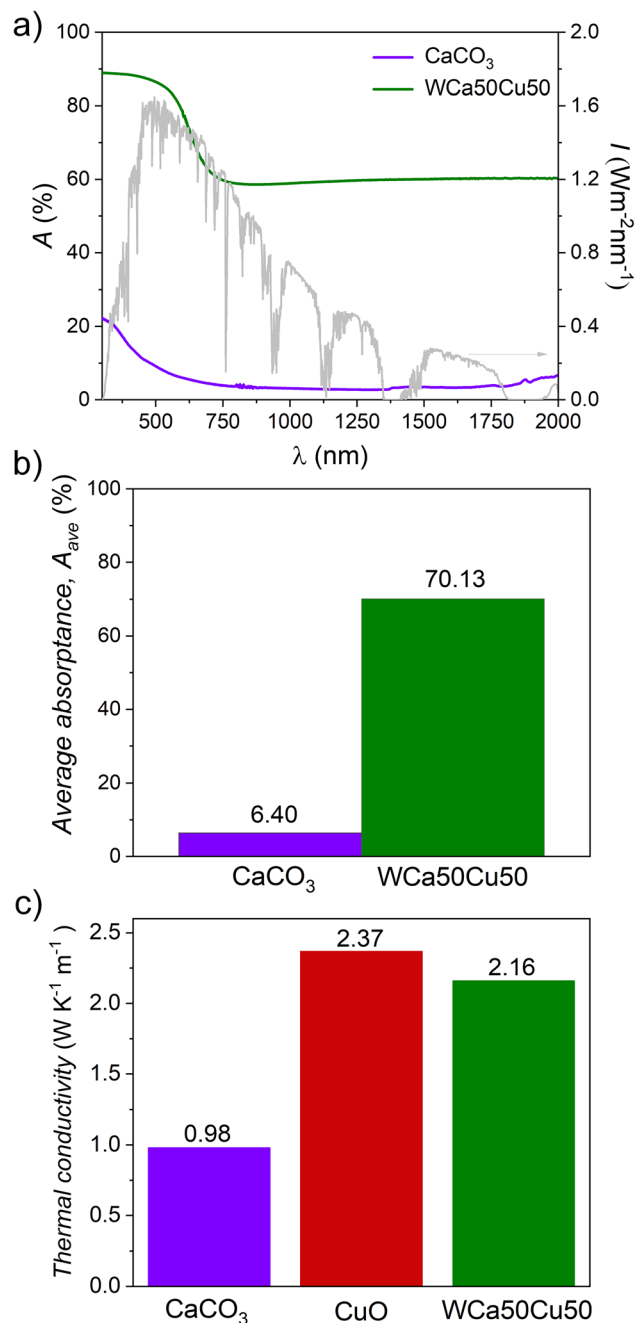 a)
100
80
60
40
20
0
A (%)
CaCO₃
WCa50Cu50
2.0
1.6
1.2
0.8
0.4
0.0
I (Wm⁻²nm⁻¹)
500 750 1000 1250 1500 1750 2000
λ (nm)
b)
100
80
60
40
20
0
Average absorptance, Aₐᵥₑ (%)
6.40
70.13
CaCO₃ WCa50Cu50
c)
2.5
2.0
1.5
1.0
0.5
0.0
Thermal conductivity (W K⁻¹ m⁻¹)
0.98
2.37
2.16
CaCO₃ CuO WCa50Cu50